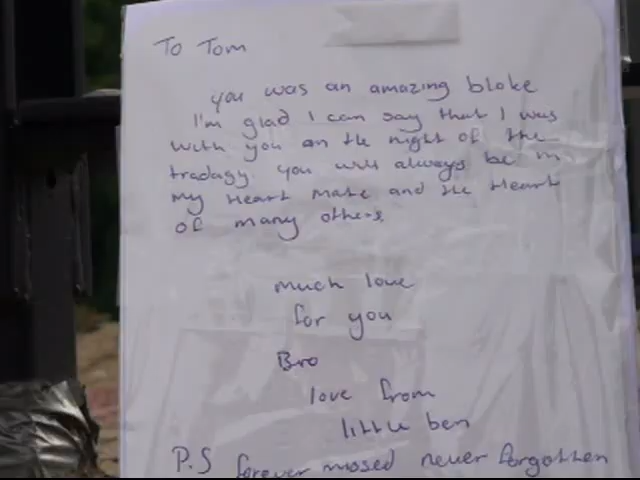 To Tom
you was an amazing bloke
I'm glad I can say that I was
with you on the night of the
tradagy. you will always be in
my heart mate and the heart
of many others.
much love
for you
Bro
love from
little ben
P.S forever missed never forgotten